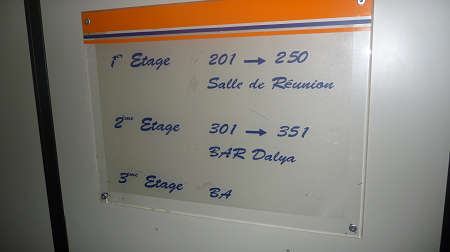 1er Etage 201 → 250
Salle de Réunion
2ème Etage 301 → 351
BAR Dalya
3ème Etage BA